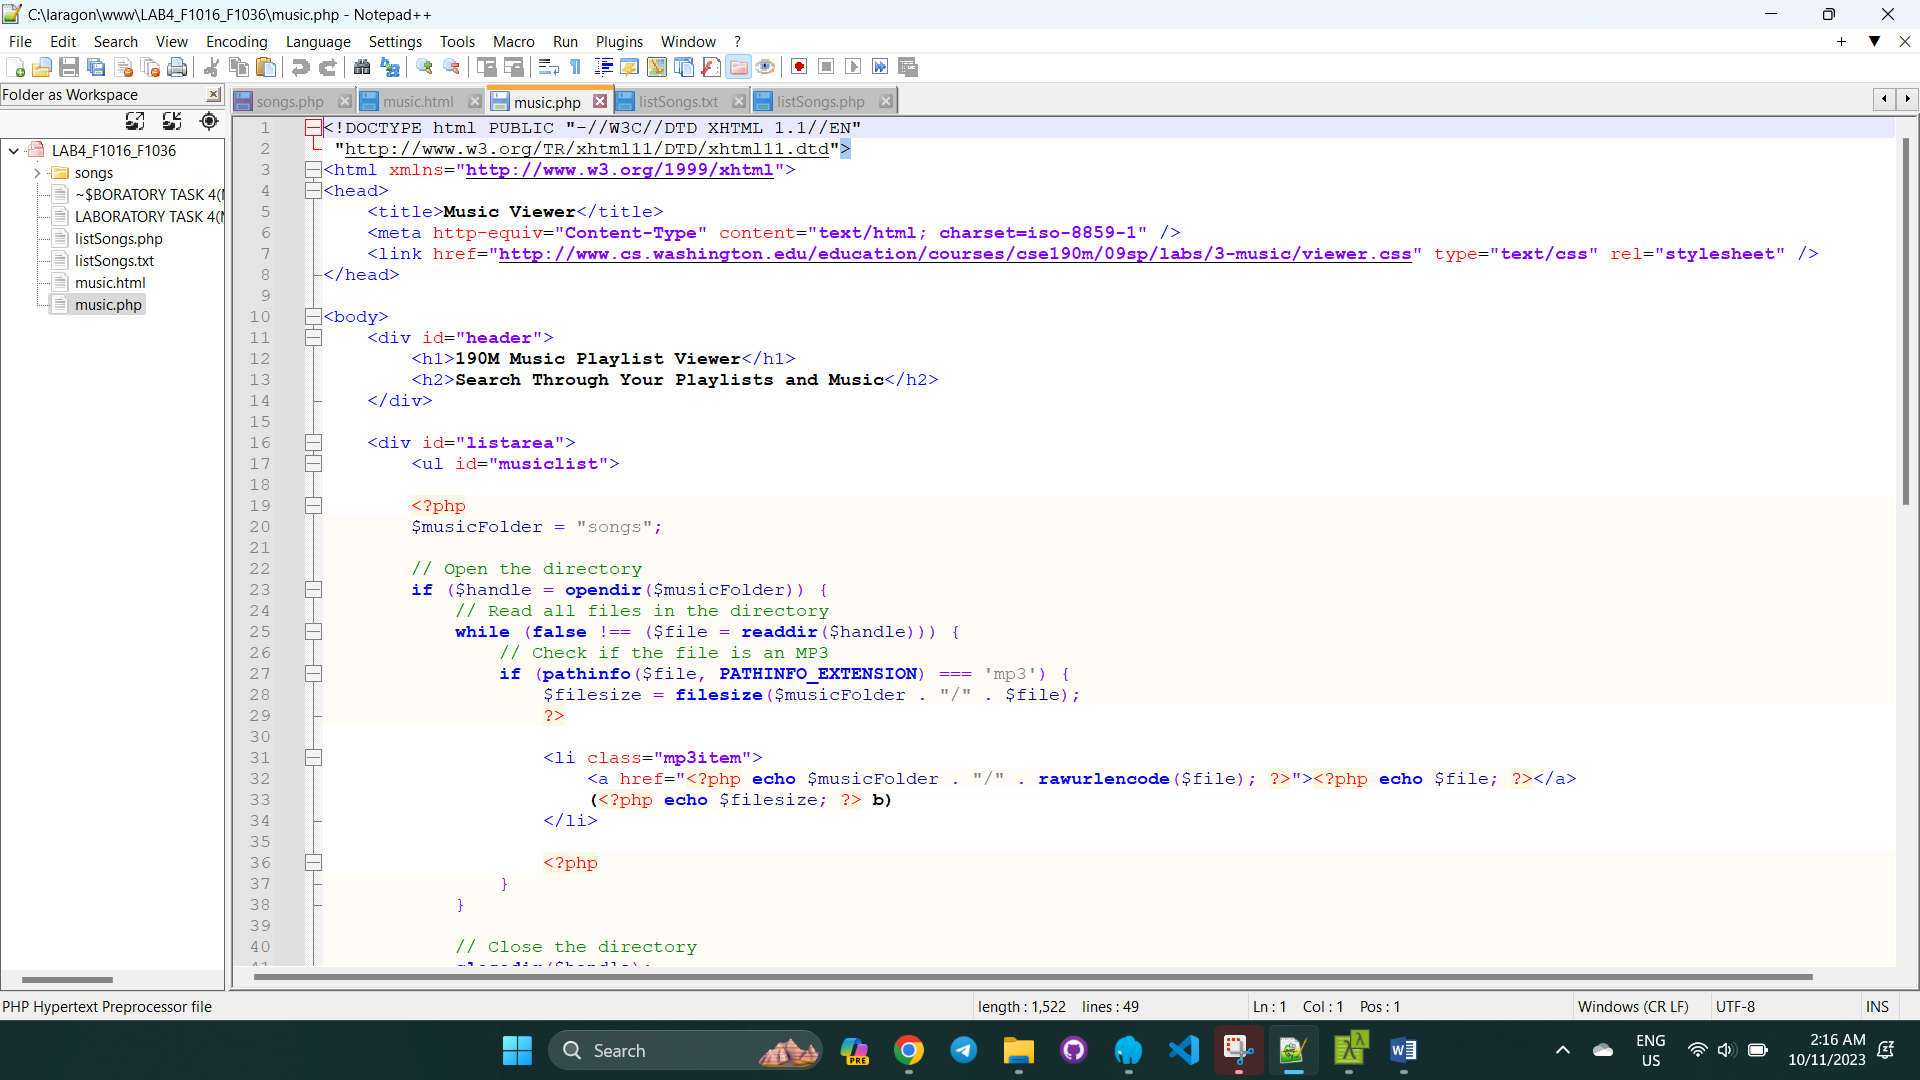 C:\laragon\www\LAB4_F1016_F1036\music.php - Notepad++
File Edit Search View Encoding Language Settings Tools Macro Run Plugins Window ?
Folder as Workspace
songs.php music.html music.php listSongs.txt listSongs.php
LAB4_F1016_F1036
songs
~$BORATORY TASK 4(
LABORATORY TASK 4(
listSongs.php
listSongs.txt
music.html
music.php
1 <!DOCTYPE html PUBLIC "-//W3C//DTD XHTML 1.1//EN"
2 "http://www.w3.org/TR/xhtml11/DTD/xhtml11.dtd">
3 <html xmlns="http://www.w3.org/1999/xhtml">
4 <head>
5 <title>Music Viewer</title>
6 <meta http-equiv="Content-Type" content="text/html; charset=iso-8859-1" />
7 <link href="http://www.cs.washington.edu/education/courses/cse190m/09sp/labs/3-music/viewer.css" type="text/css" rel="stylesheet" />
8 </head>
9
10 <body>
11 <div id="header">
12 <h1>190M Music Playlist Viewer</h1>
13 <h2>Search Through Your Playlists and Music</h2>
14 </div>
15
16 <div id="listarea">
17 <ul id="musiclist">
18
19 <?php
20 $musicFolder = "songs";
21
22 // Open the directory
23 if ($handle = opendir($musicFolder)) {
24 // Read all files in the directory
25 while (false !== ($file = readdir($handle))) {
26 // Check if the file is an MP3
27 if (pathinfo($file, PATHINFO_EXTENSION) === 'mp3') {
28 $filesize = filesize($musicFolder . "/" . $file);
29 ?>
30
31 <li class="mp3item">
32 <a href="<?php echo $musicFolder . "/" . rawurlencode($file); ?>"><?php echo $file; ?></a>
33 (<?php echo $filesize; ?> b)
34 </li>
35
36 <?php
37 }
38 }
39
40 // Close the directory
PHP Hypertext Preprocessor file length : 1,522 lines : 49 Ln : 1 Col : 1 Pos : 1 Windows (CR LF) UTF-8 INS
Search
PRE
ENG
US
2:16 AM
10/11/2023